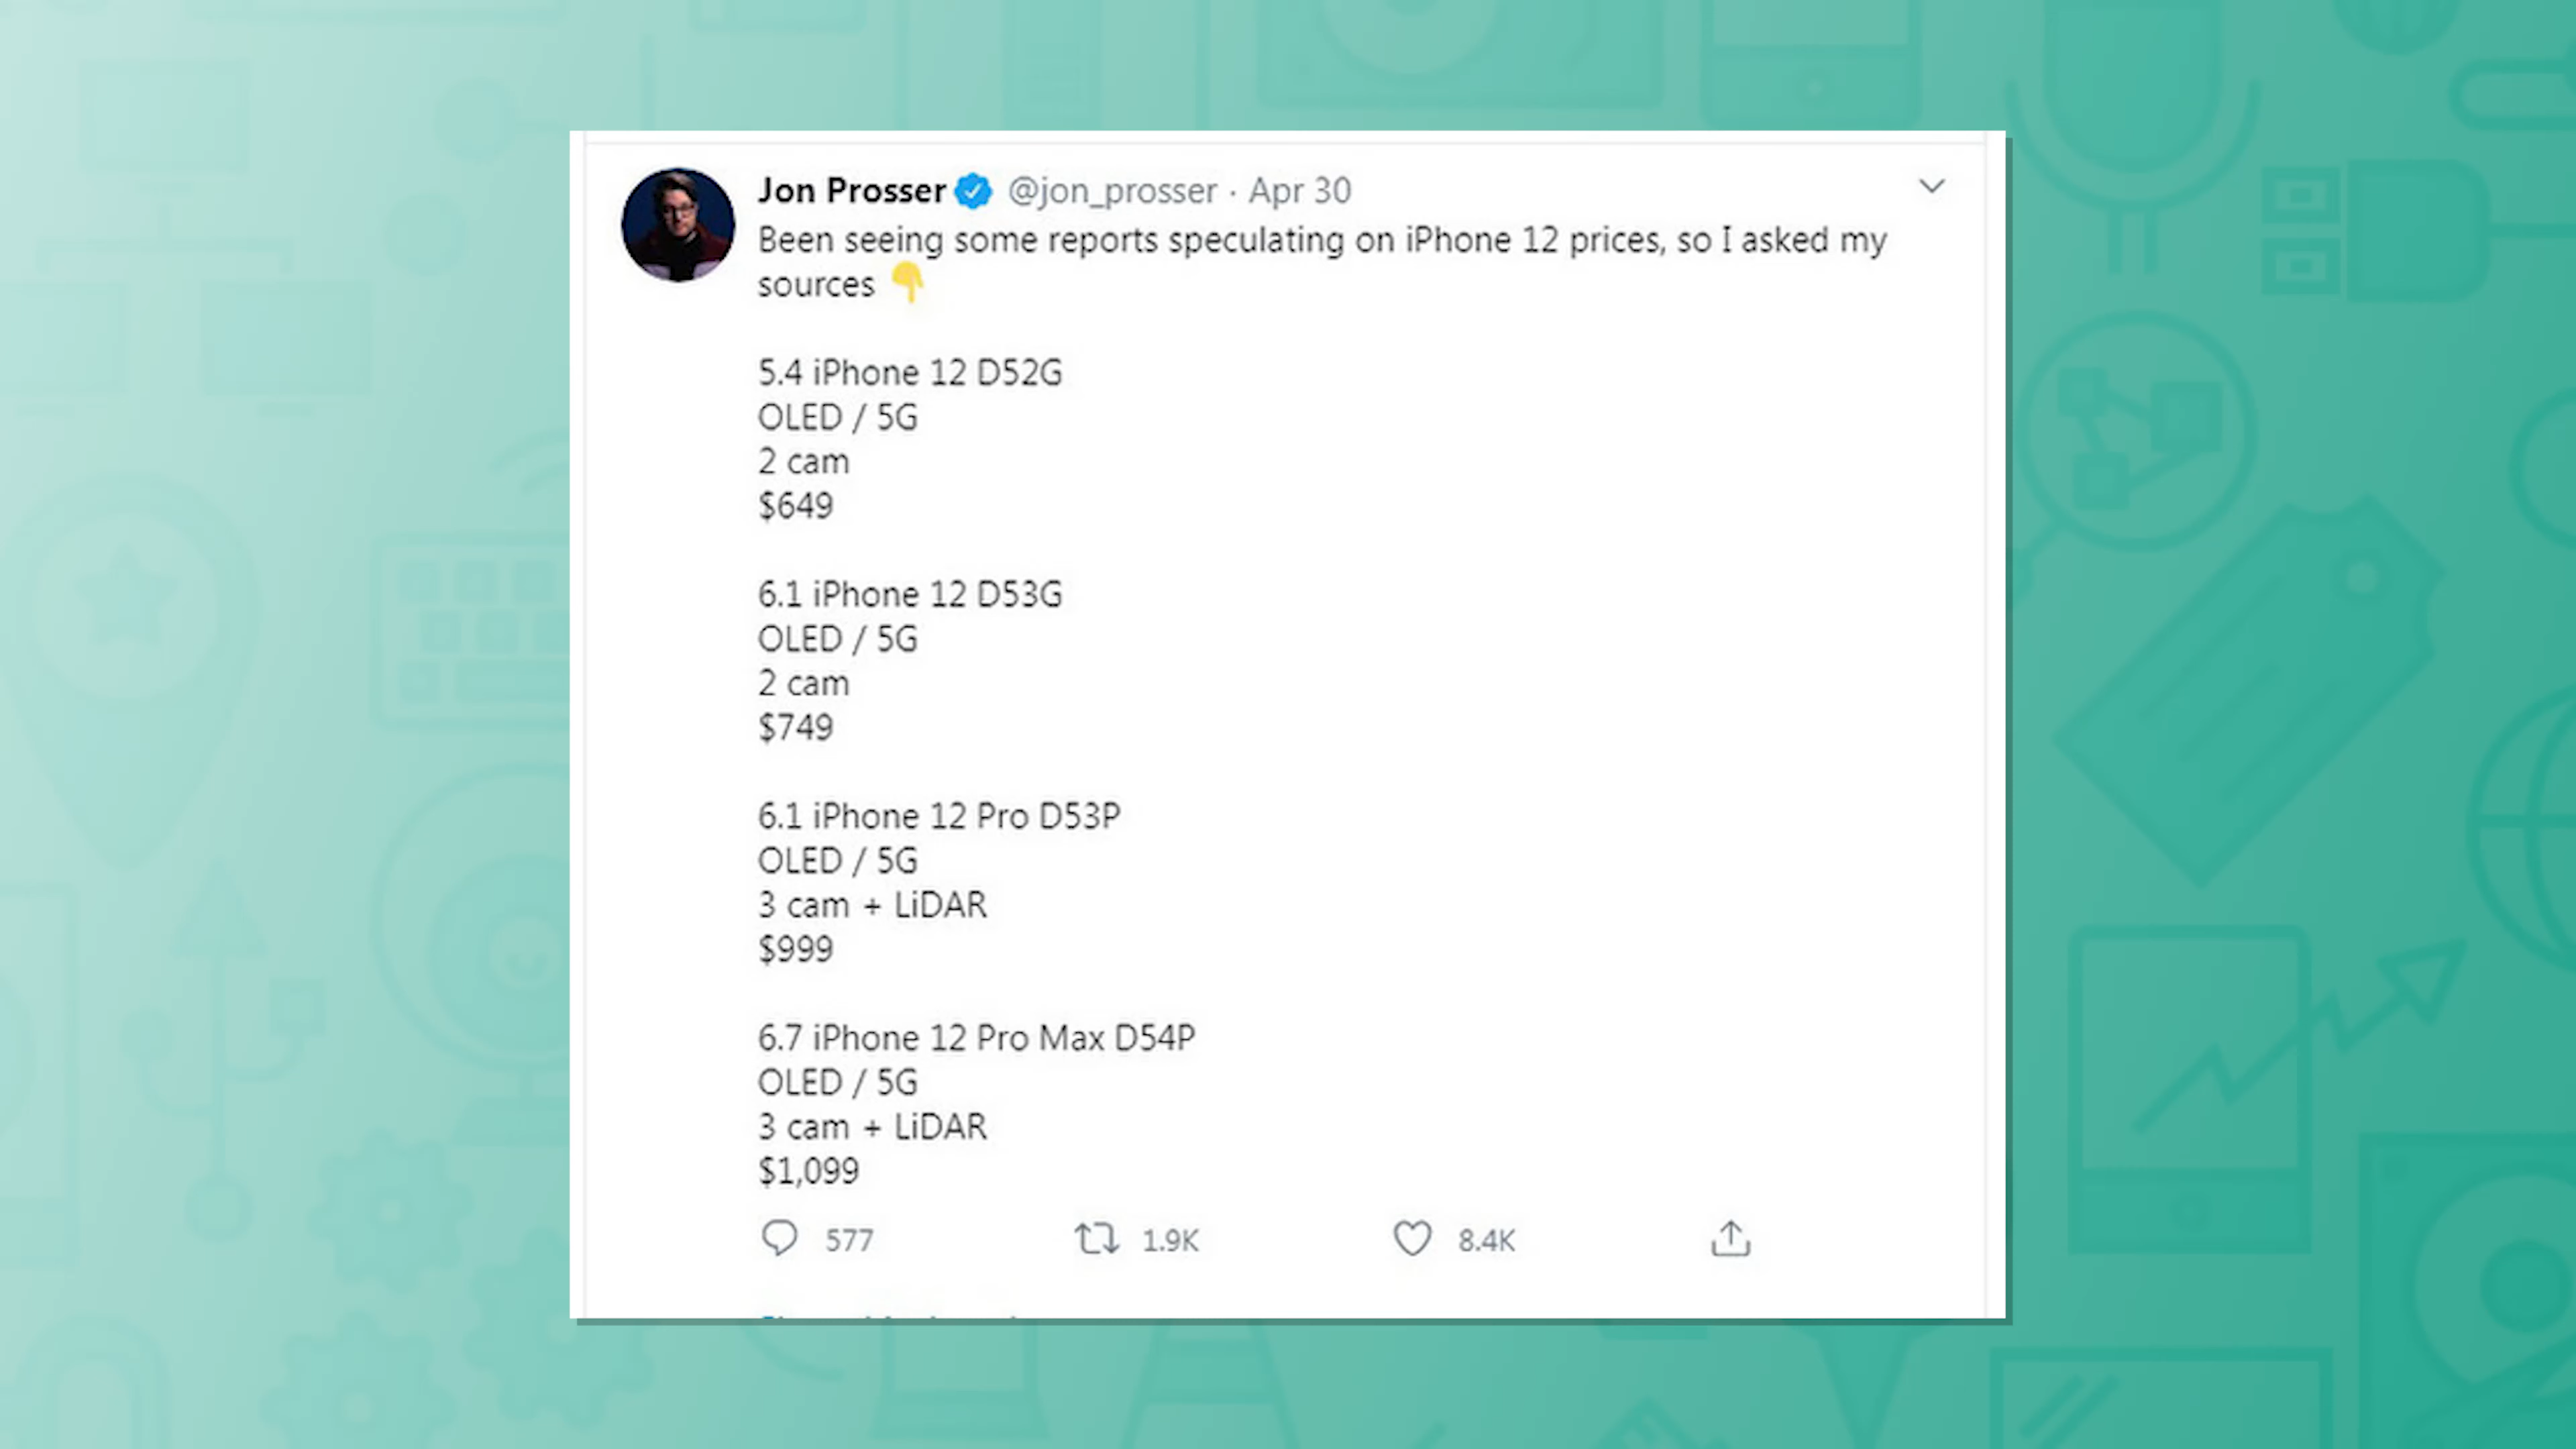 Jon Prosser @jon_prosser · Apr 30
Been seeing some reports speculating on iPhone 12 prices, so I asked my
sources 👇
5.4 iPhone 12 D52G
OLED / 5G
2 cam
$649
6.1 iPhone 12 D53G
OLED / 5G
2 cam
$749
6.1 iPhone 12 Pro D53P
OLED / 5G
3 cam + LiDAR
$999
6.7 iPhone 12 Pro Max D54P
OLED / 5G
3 cam + LiDAR
$1,099
577 1.9K 8.4K